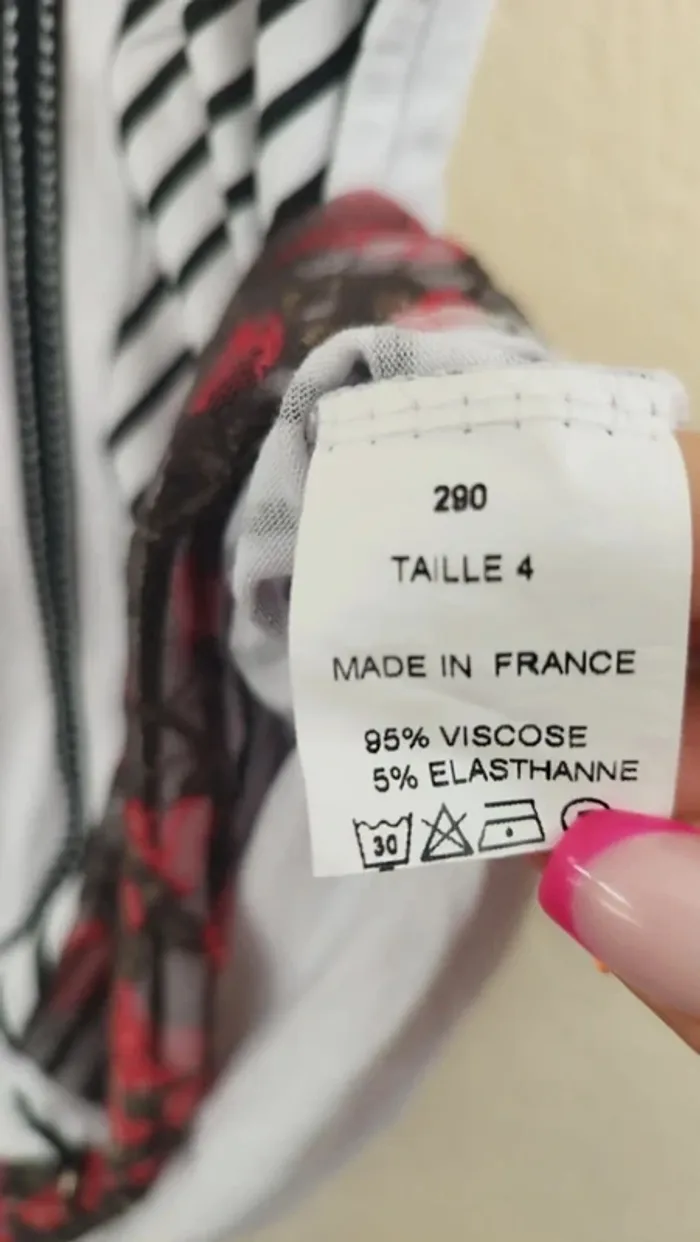 290
TAILLE 4
MADE IN FRANCE
95% VISCOSE
5% ELASTHANNE
30